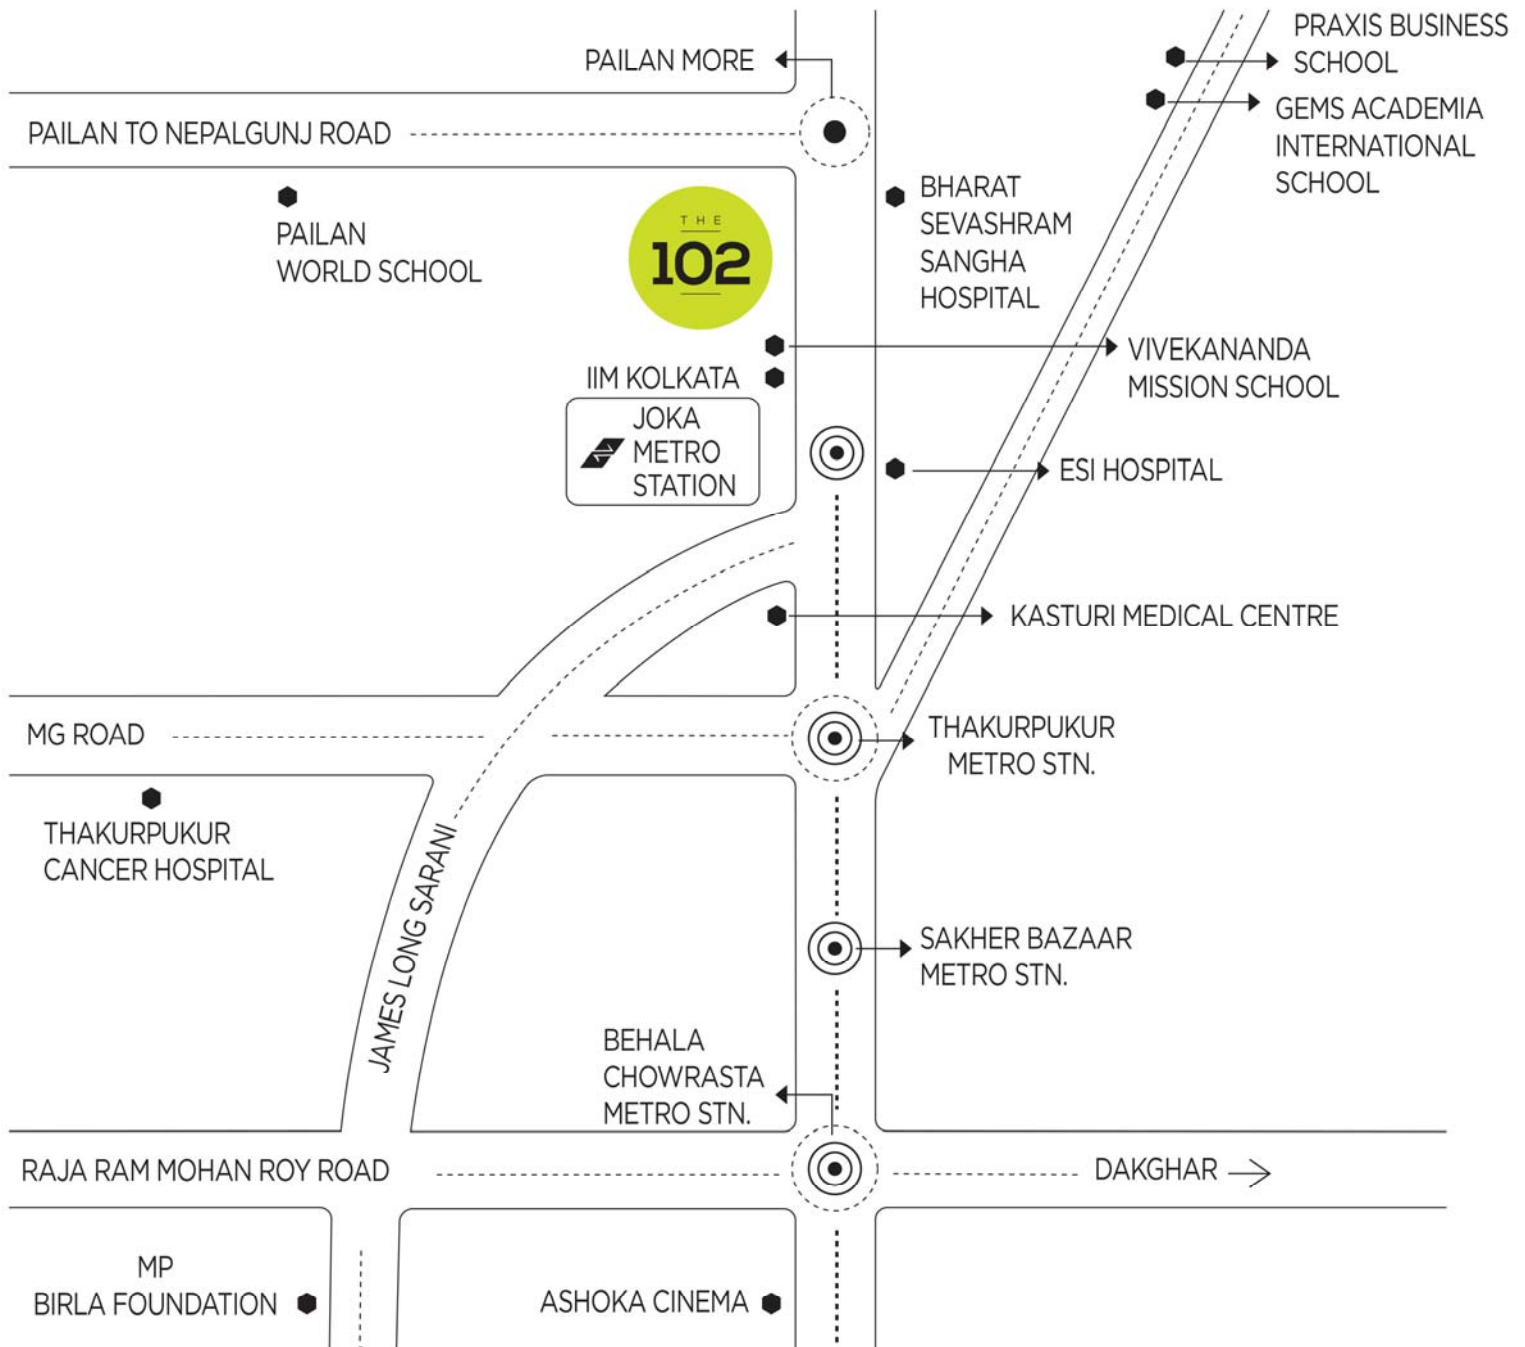 PRAXIS BUSINESS
SCHOOL
PAILAN MORE
GEMS ACADEMIA
INTERNATIONAL
SCHOOL
PAILAN TO NEPALGUNJ ROAD
BHARAT
SEVASHRAM
SANGHA
HOSPITAL
PAILAN
WORLD SCHOOL
THE
102
VIVEKANANDA
MISSION SCHOOL
IIM KOLKATA
JOKA
METRO
STATION
ESI HOSPITAL
KASTURI MEDICAL CENTRE
MG ROAD
THAKURPUKUR
METRO STN.
THAKURPUKUR
CANCER HOSPITAL
JAMES LONG SARANI
SAKHER BAZAAR
METRO STN.
BEHALA
CHOWRASTA
METRO STN.
RAJA RAM MOHAN ROY ROAD
DAKGHAR
MP
BIRLA FOUNDATION
ASHOKA CINEMA